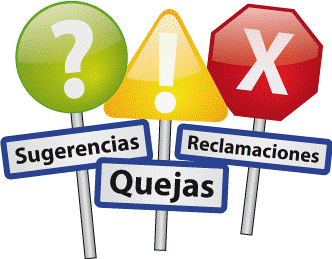 ?
!
X
Sugerencias
Quejas
Reclamaciones